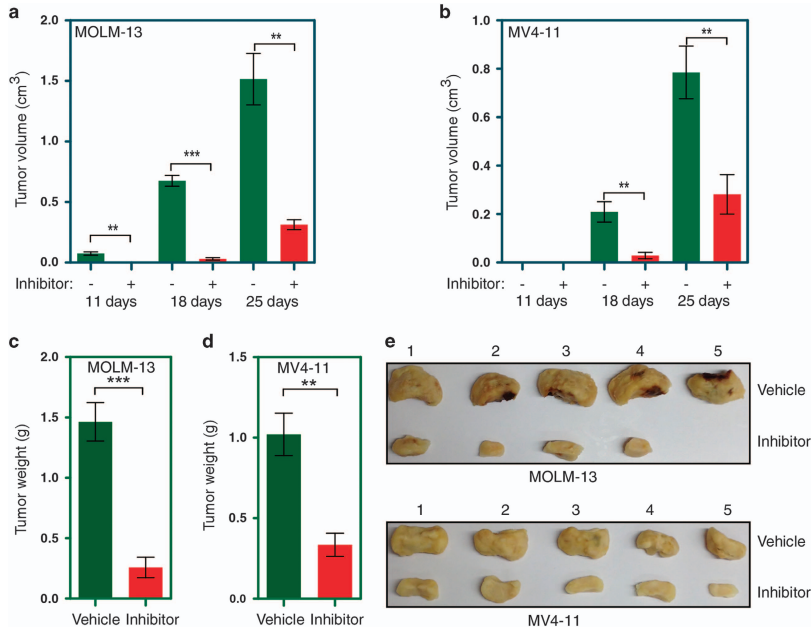 a
MOLM-13
Tumor volume (cm3)
2.0
1.5
1.0
0.5
0.0
**
***
**
Inhibitor: - + - + - +
11 days 18 days 25 days
b
MV4-11
Tumor volume (cm3)
1.0
0.8
0.6
0.4
0.2
0.0
**
**
Inhibitor: - + - + - +
11 days 18 days 25 days
c
MOLM-13
***
Tumor weight (g)
2.0
1.5
1.0
0.5
0.0
Vehicle Inhibitor
d
MV4-11
**
Tumor weight (g)
1.5
1.0
0.5
0.0
Vehicle Inhibitor
e
1 2 3 4 5
Vehicle
Inhibitor
MOLM-13
1 2 3 4 5
Vehicle
Inhibitor
MV4-11